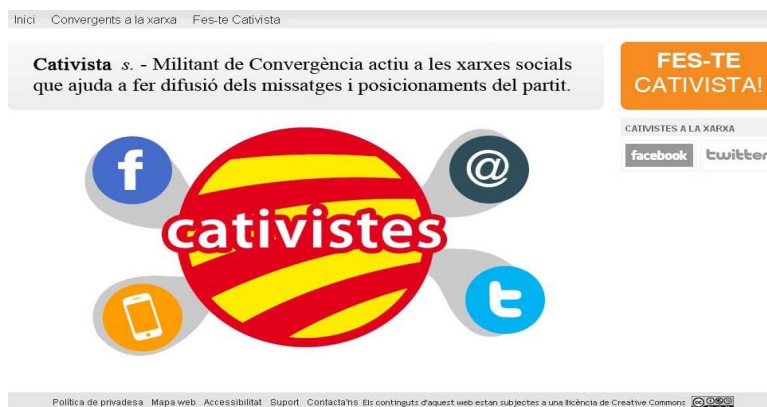 Inici Convergents a la xarxa Fes-te Cativista
Cativista s. - Militant de Convergència actiu a les xarxes socials
que ajuda a fer difusió dels missatges i posicionaments del partit.
FES-TE
CATIVISTA!
CATIVISTES A LA XARXA
facebook twitter
f
@
cativistes
t
Política de privadesa Mapa web Accessibilitat Suport Contacta'ns Els continguts d'aquest web estan subjectes a una llicència de Creative Commons